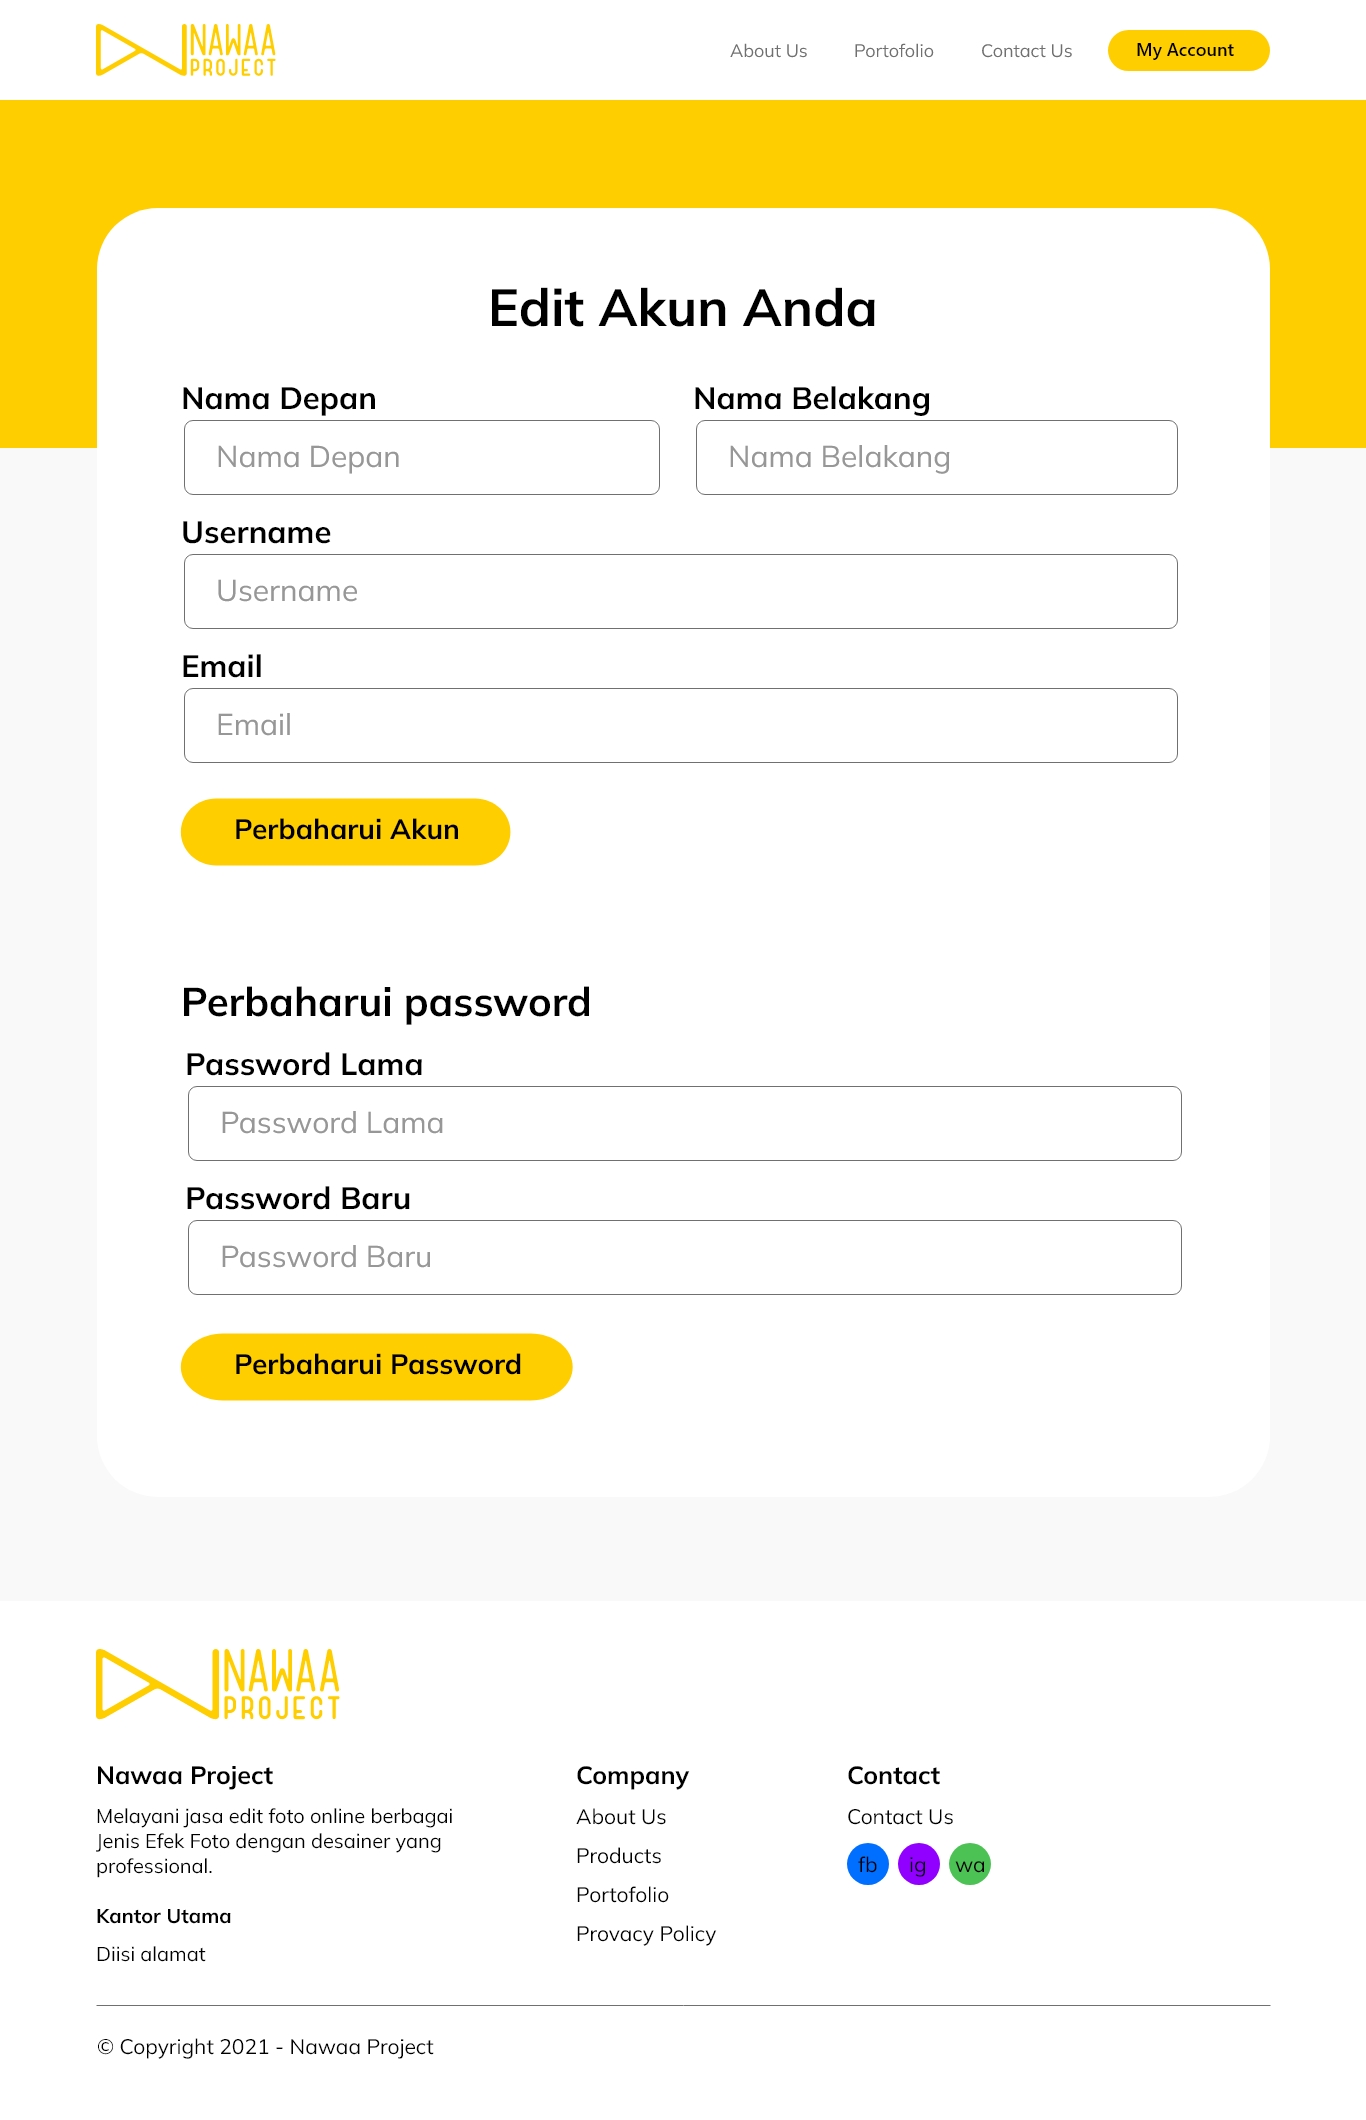 NAWAA
PROJECT
About Us
Portofolio
Contact Us
My Account
Edit Akun Anda
Nama Depan
Nama Belakang
Nama Depan
Nama Belakang
Username
Username
Email
Email
Perbaharui Akun
Perbaharui password
Password Lama
Password Lama
Password Baru
Password Baru
Perbaharui Password
NAWAA
PROJECT
Nawaa Project
Melayani jasa edit foto online berbagai
Jenis Efek Foto dengan desainer yang
professional.
Kantor Utama
Diisi alamat
Company
About Us
Products
Portofolio
Provacy Policy
Contact
Contact Us
fb
ig
wa
© Copyright 2021 - Nawaa Project